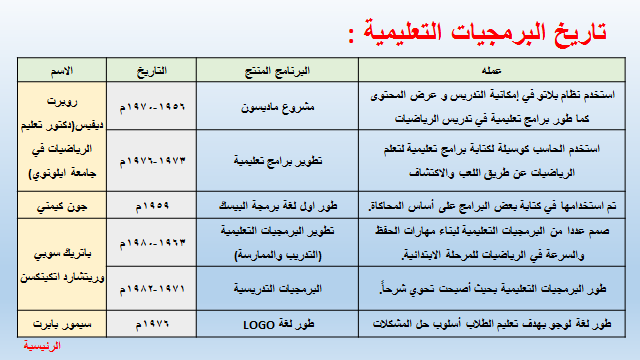 تاريخ البرمجيات التعليمية :
عمله
البرنامج المنتج
التاريخ
الاسم
استخدم نظام بلاتو في إمكانية التدريس و عرض المحتوى
كما طور برامج تعليمية في تدريس الرياضيات
مشروع ماديسون
١٩٥٦-١٩٧٠م
روبرت
ديفيس(دكتور تعليم
الرياضيات في
جامعة ايلونوي)
استخدم الحاسب كوسيلة لكتابة برامج تعليمية لتعلم
الرياضيات عن طريق اللعب والاكتشاف
تطوير برامج تعليمية
١٩٧٣-١٩٧٦م
تم استخدامها في كتابة بعض البرامج على أساس المحاكاة.
طور اول لغة برمجة البيسك
١٩٥٩م
جون كيمني
صمم عددا من البرمجيات التعليمية لبناء مهارات الحفظ
والسرعة في الرياضيات للمرحلة الابتدائية.
تطوير البرمجيات التعليمية
(التدريب والممارسة)
١٩٦٣-١٩٨٠م
باتريك سوبي
وريتشارد اتكينكسن
طور البرمجيات التعليمية بحيث أصبحت تحوي شرحاً.
البرمجيات التدريسية
١٩٧١-١٩٨٢م
طور لغة لوجو بهدف تعليم الطلاب أسلوب حل المشكلات
طور لغة LOGO
١٩٧٦م
سيمور بابرت
الرئيسية